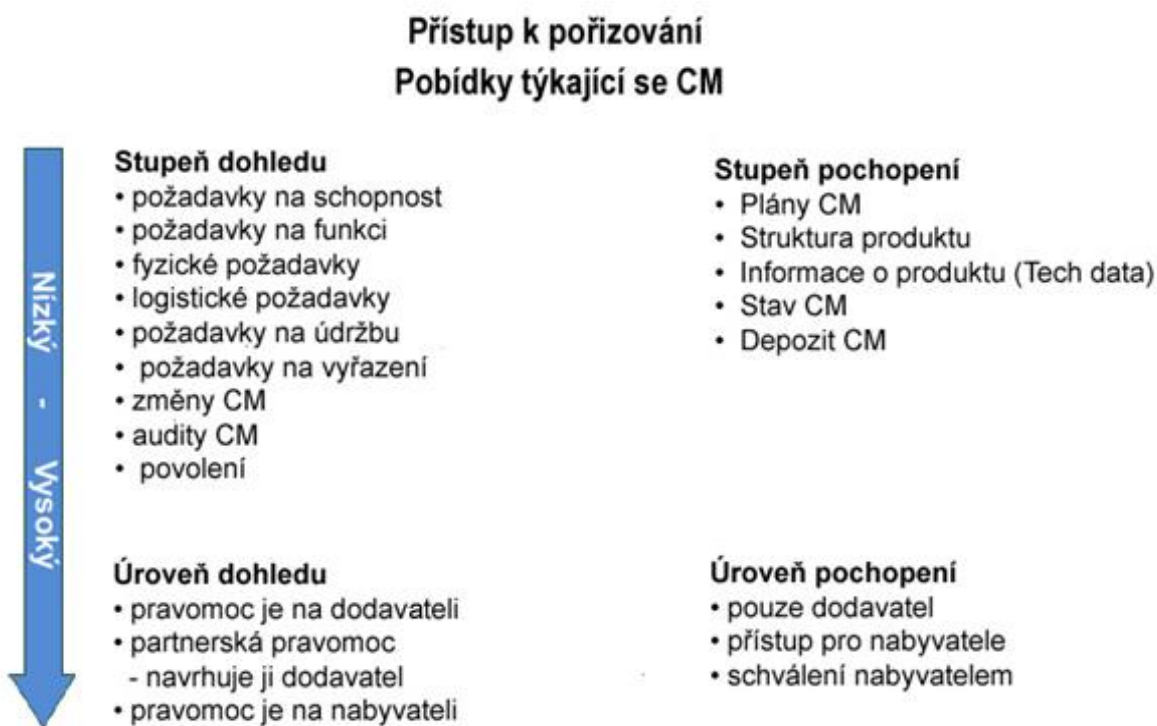 Přístup k pořizování
Pobídky týkající se CM
Nízký - Vysoký
Stupeň dohledu
• požadavky na schopnost
• požadavky na funkci
• fyzické požadavky
• logistické požadavky
• požadavky na údržbu
• požadavky na vyřazení
• změny CM
• audity CM
• povolení
Stupeň pochopení
• Plány CM
• Struktura produktu
• Informace o produktu (Tech data)
• Stav CM
• Depozit CM
Úroveň dohledu
• pravomoc je na dodavateli
• partnerská pravomoc
- navrhuje ji dodavatel
• pravomoc je na nabyvateli
Úroveň pochopení
• pouze dodavatel
• přístup pro nabyvatele
• schválení nabyvatelem